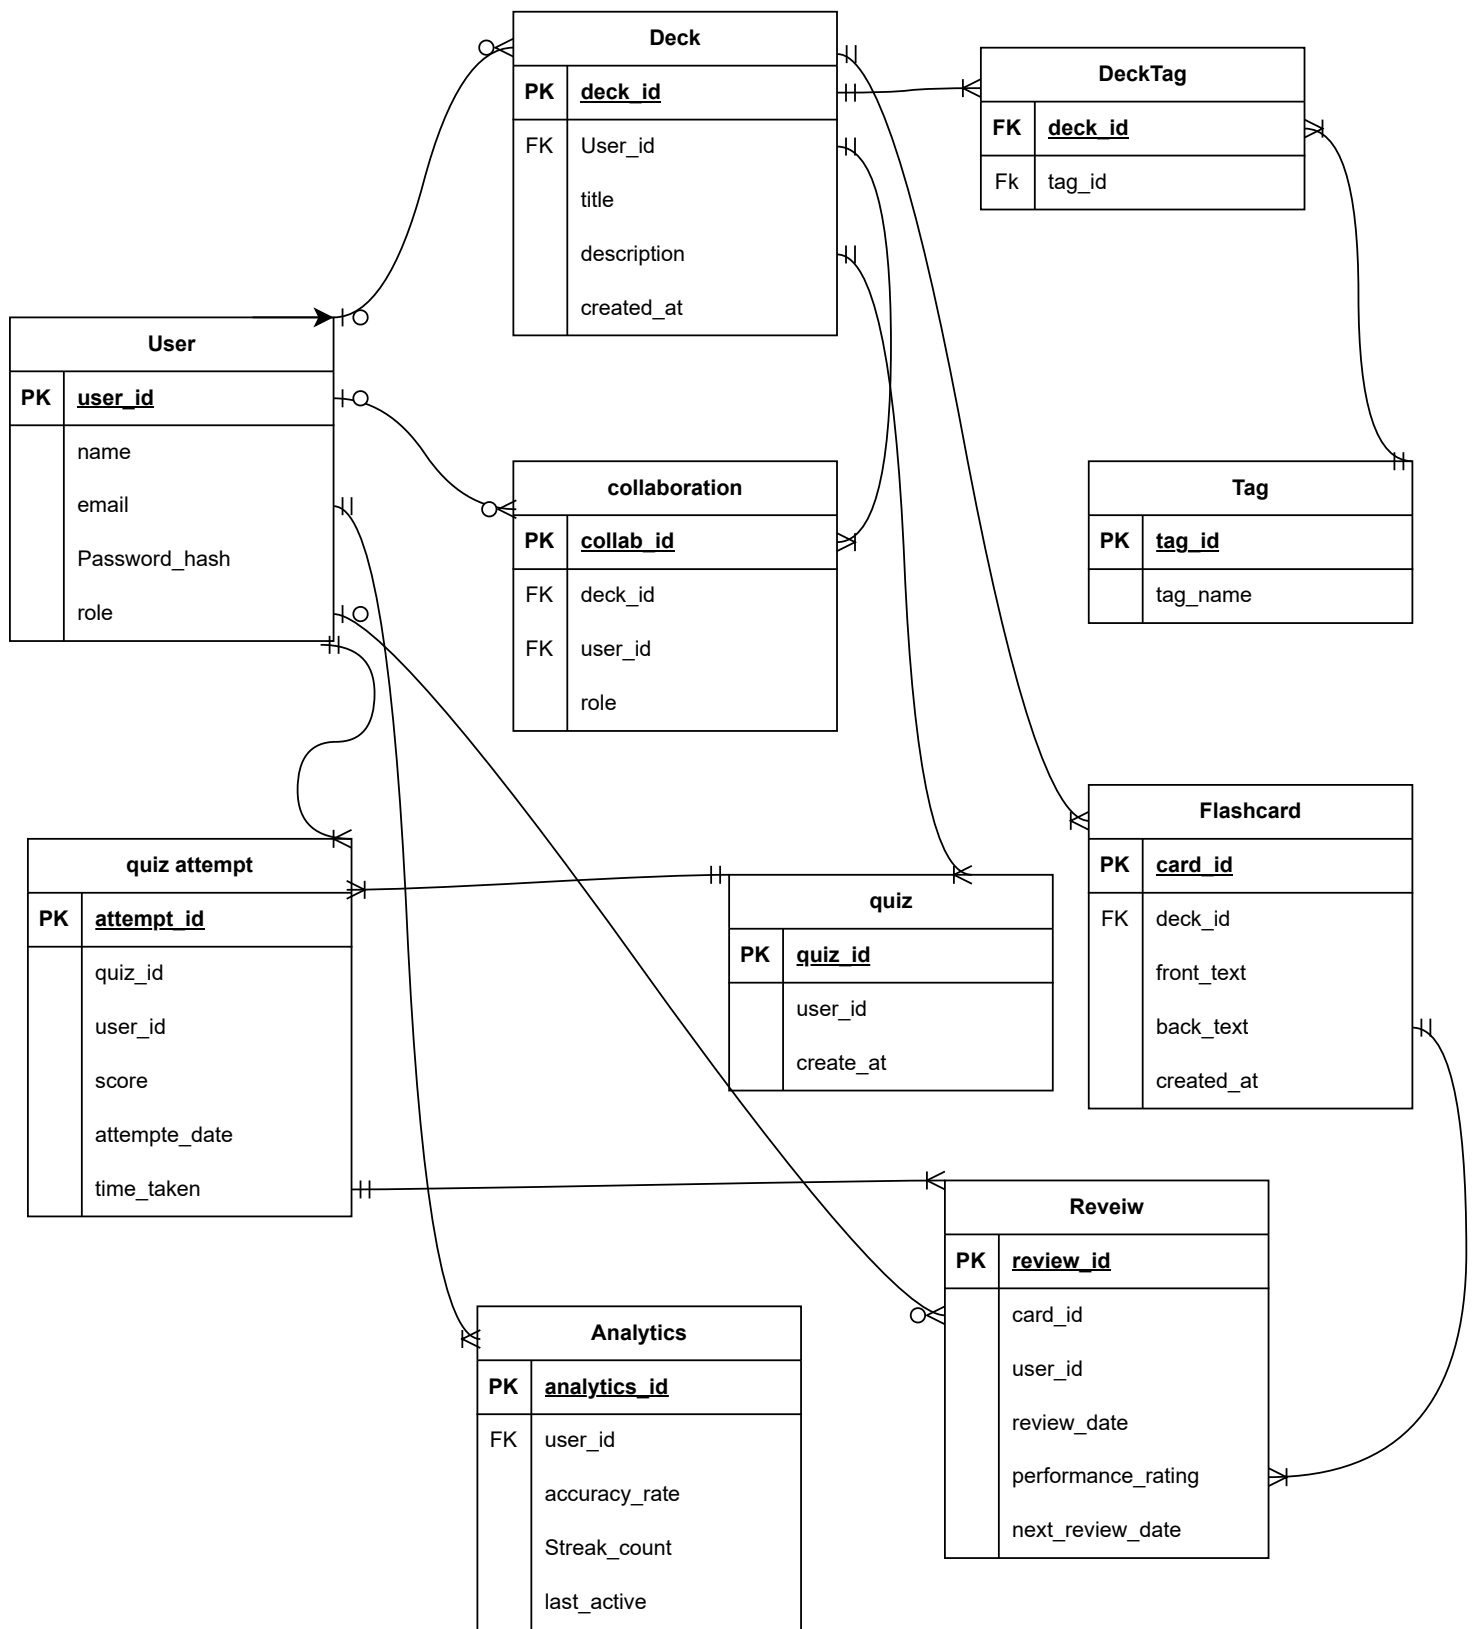 Deck
PK deck_id
FK User_id
title
description
created_at
DeckTag
FK deck_id
Fk tag_id
User
PK user_id
name
email
Password_hash
role
collaboration
PK collab_id
FK deck_id
FK user_id
role
Tag
PK tag_id
tag_name
quiz attempt
PK attempt_id
quiz_id
user_id
score
attempte_date
time_taken
quiz
PK quiz_id
user_id
create_at
Flashcard
PK card_id
FK deck_id
front_text
back_text
created_at
Reveiw
PK review_id
card_id
user_id
review_date
performance_rating
next_review_date
Analytics
PK analytics_id
FK user_id
accuracy_rate
Streak_count
last_active